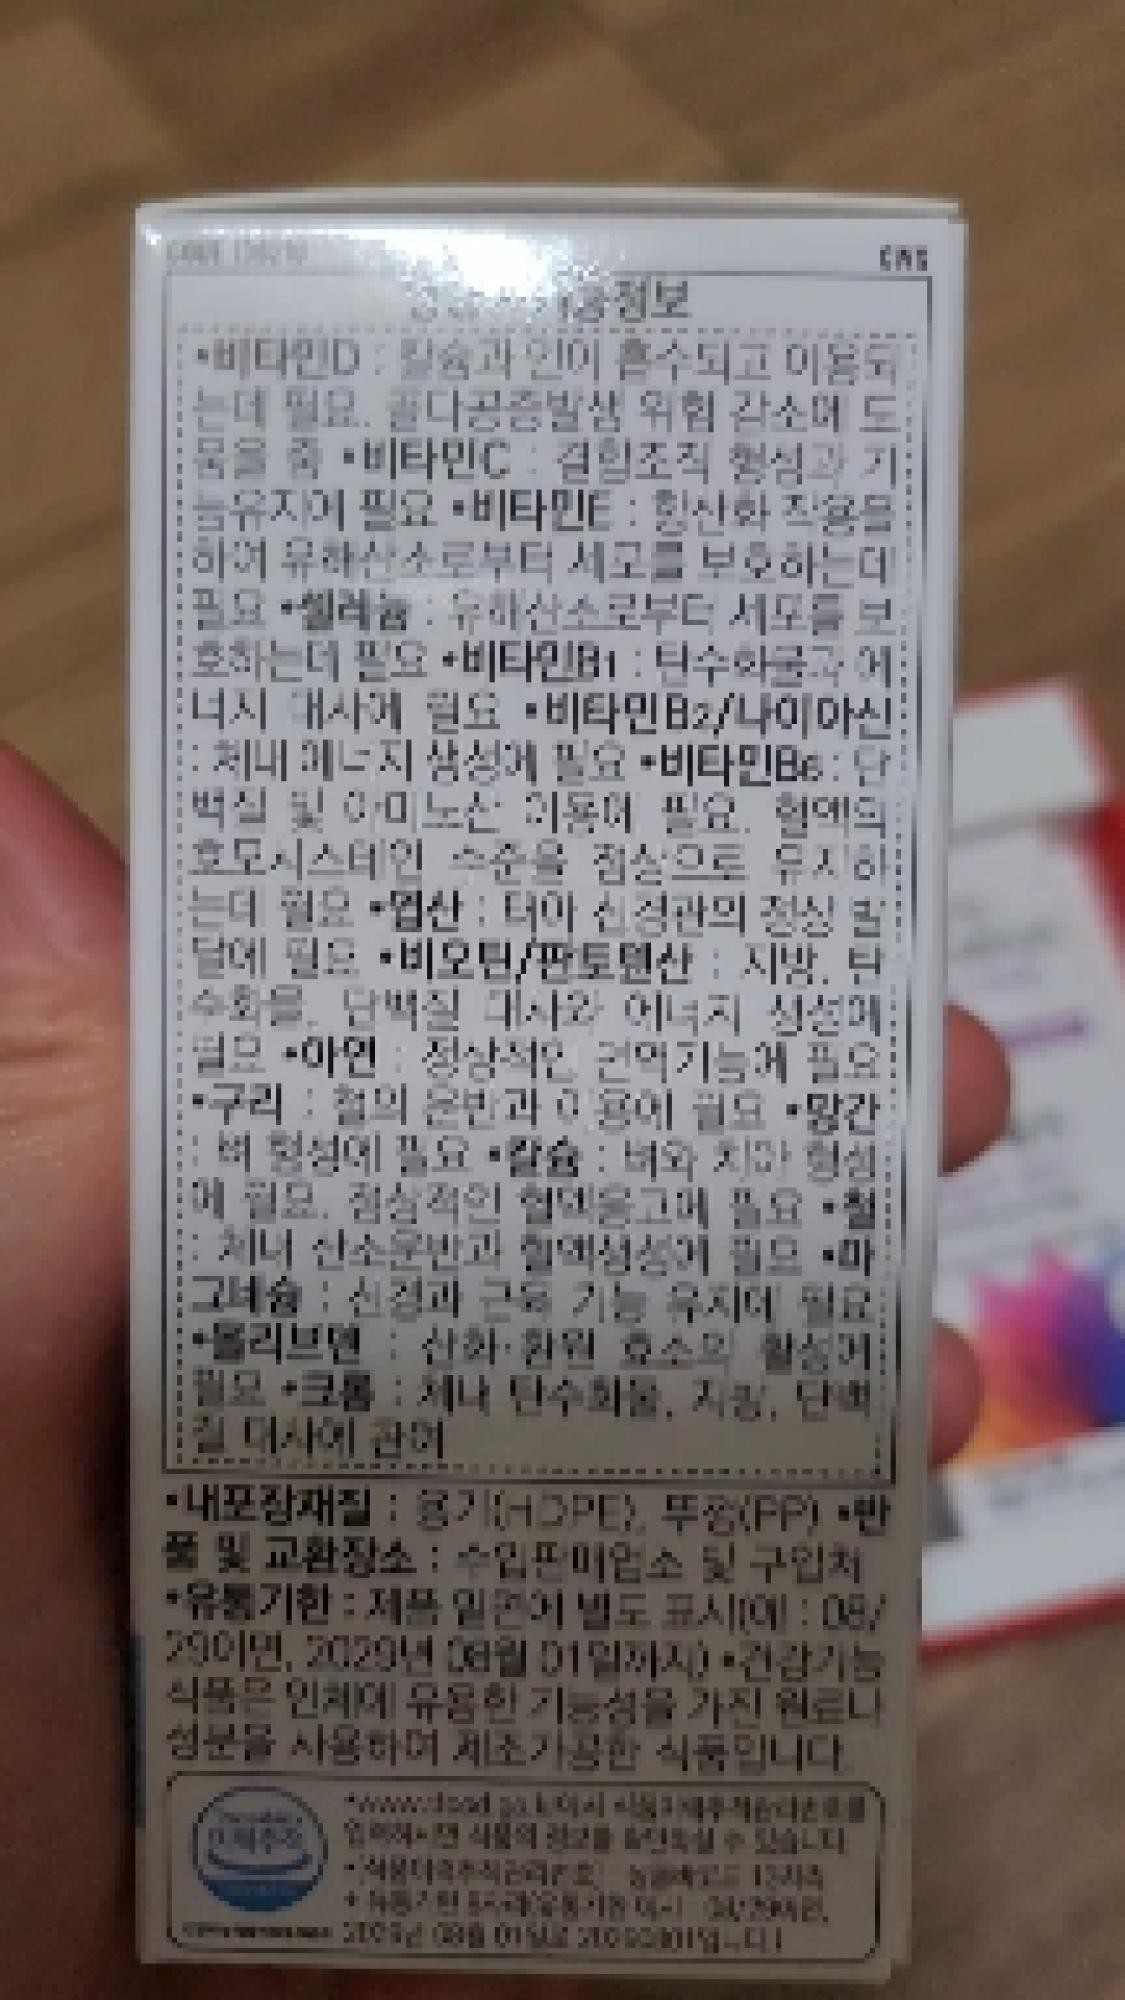 CNS
•비타민D : 칼슘과 인이 흡수되고 이용되
는데 필요. 골다공증발생 위험 감소에 도
움을 줌 •비타민C : 결합조직 형성과 기
능유지에 필요 •비타민E : 항산화 작용을
하여 유해산소로부터 세포를 보호하는데
필요 •셀레늄 : 유해산소로부터 세포를 보
호하는데 필요 •비타민B1 : 탄수화물과 에
너지 대사에 필요 •비타민B2/나이아신
: 체내 에너지 생성에 필요 •비타민B6 : 단
백질 및 아미노산 이용에 필요. 혈액의
호모시스테인 수준을 정상으로 유지하
는데 필요 •엽산 : 태아 신경관의 정상 발
달에 필요 •비오틴/판토텐산 : 지방, 탄
수화물, 단백질 대사와 에너지 생성에
필요 •아연 : 정상적인 면역기능에 필요
•구리 : 철의 운반과 이용에 필요 •망간
: 뼈 형성에 필요 •칼슘 : 뼈와 치아 형성
에 필요. 정상적인 혈액응고에 필요 •철
: 체내 산소운반과 혈액생성에 필요 •마
그네슘 : 신경과 근육 기능 유지에 필요
•몰리브덴 : 산화·환원 효소의 활성에
필요 •크롬 : 체내 탄수화물, 지방, 단백
질 대사에 관여
•내포장재질 : 용기(HDPE), 뚜껑(PP) •반
품 및 교환장소 : 수입판매업소 및 구입처
•유통기한 : 제품 밑면에 별도 표시(예 : 08/
29이면, 2029년 08월 01일까지) •건강기능
식품은 인체에 유용한 기능성을 가진 원료나
성분을 사용하여 제조가공한 식품입니다.